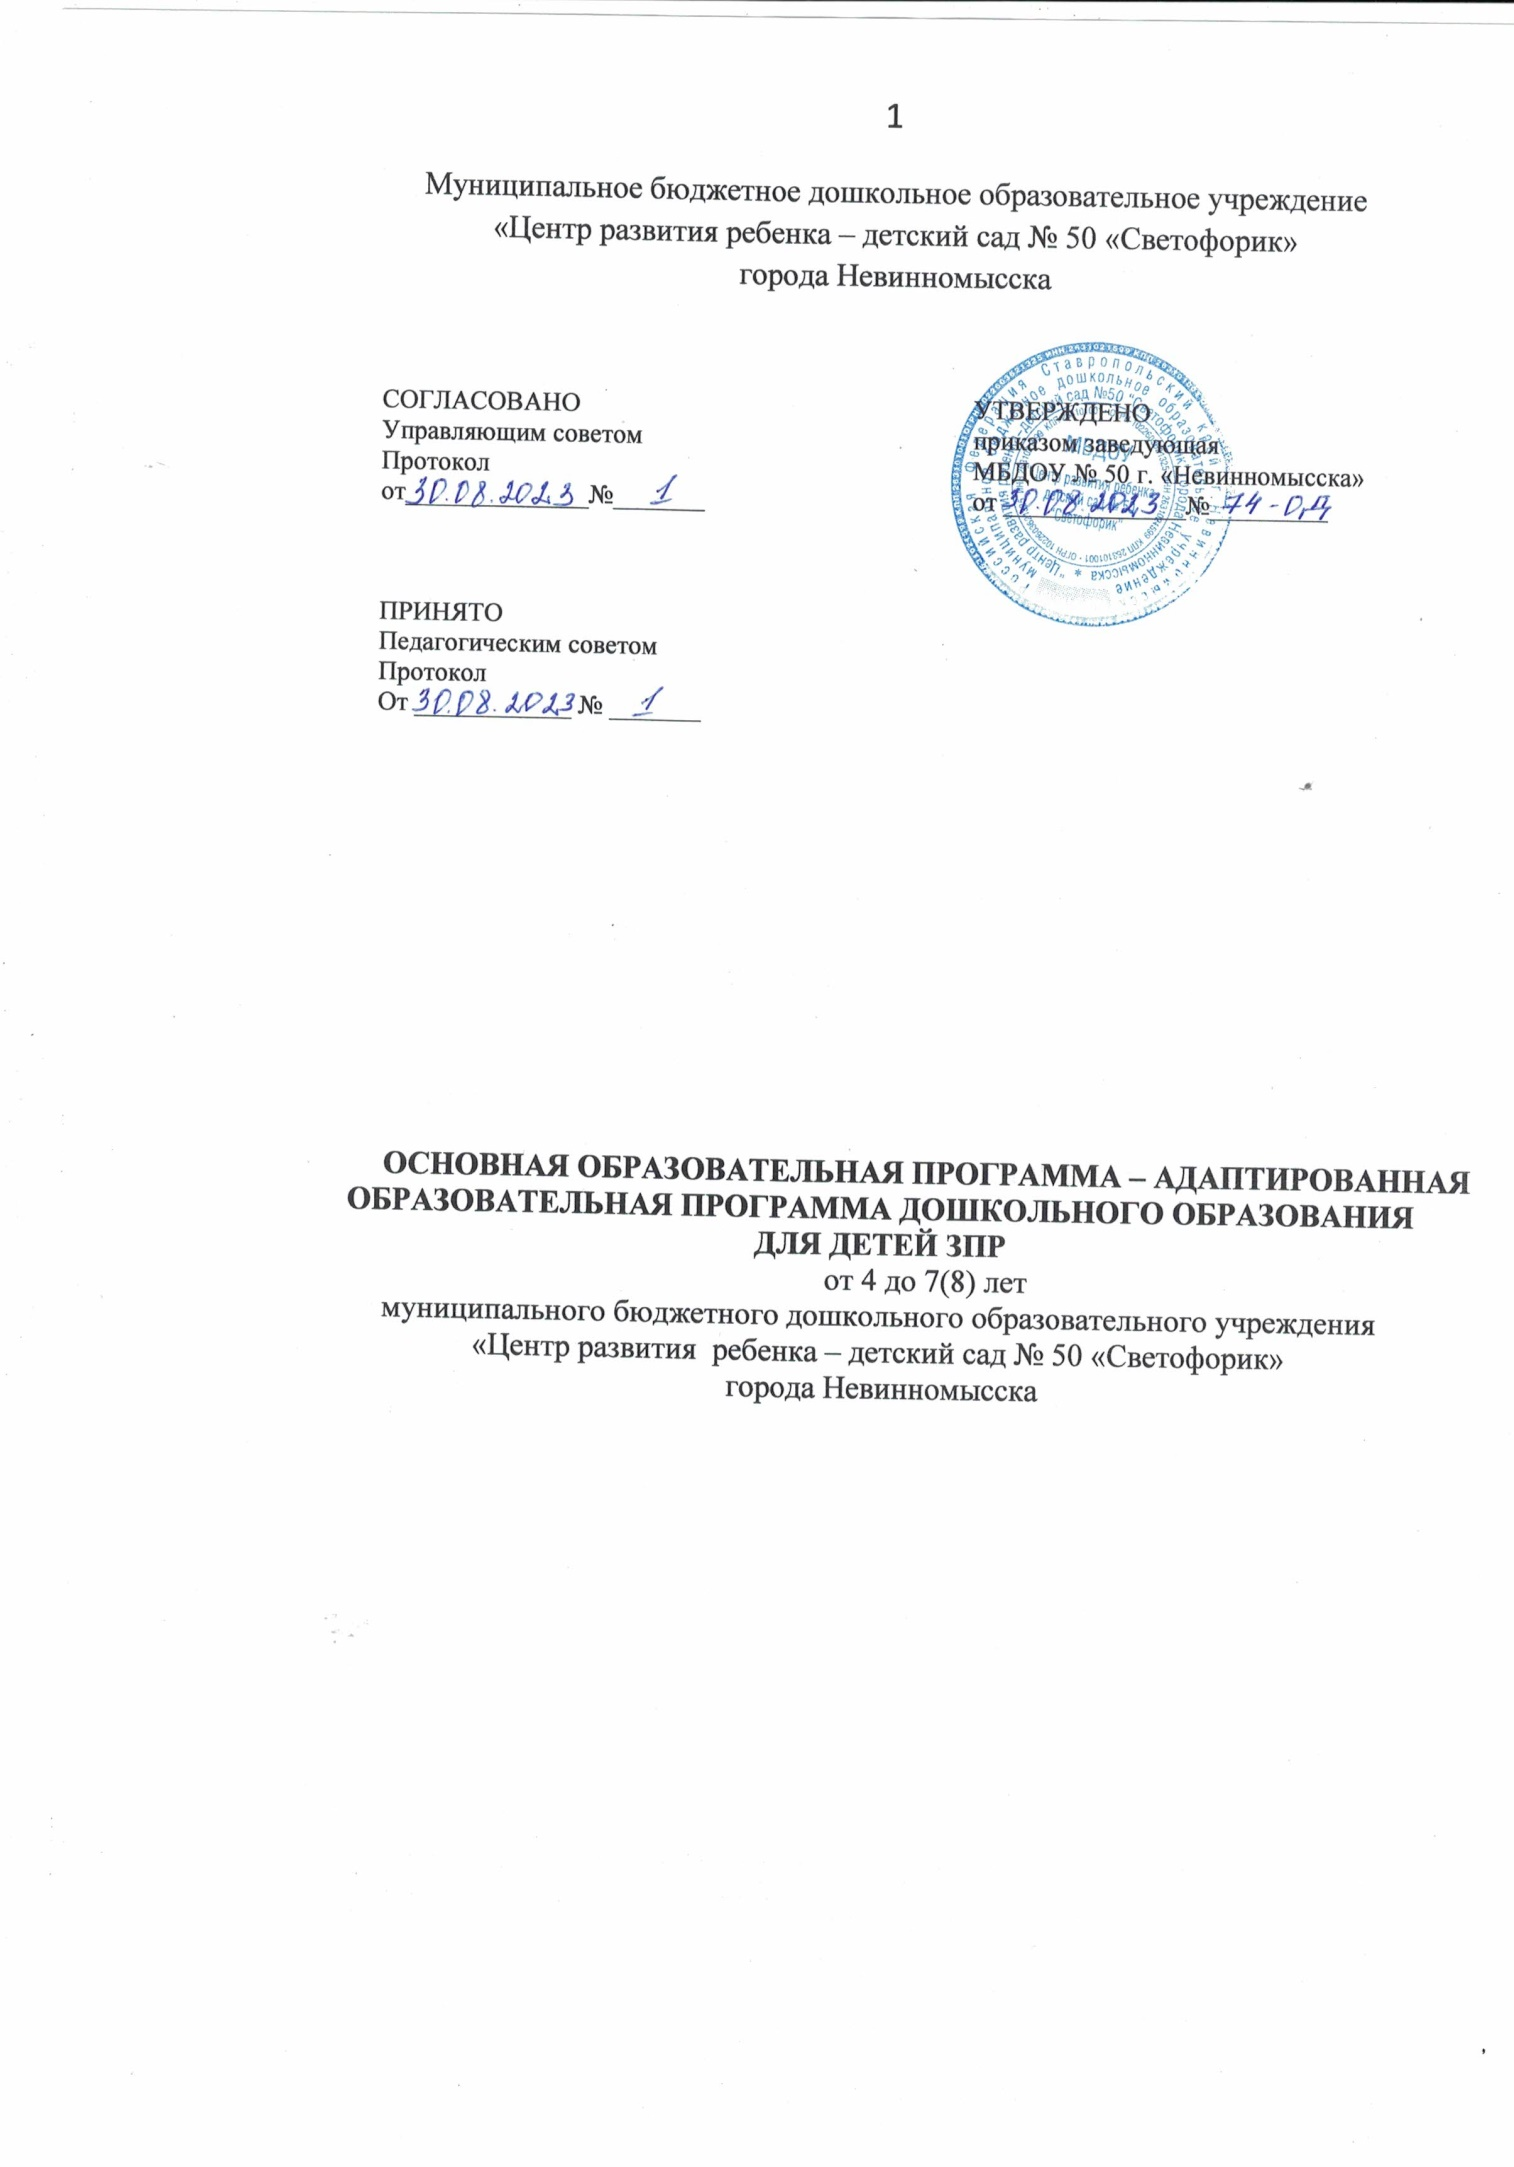 1
Муниципальное бюджетное дошкольное образовательное учреждение
«Центр развития ребенка – детский сад № 50 «Светофорик»
города Невинномысска
СОГЛАСОВАНО
Управляющим советом
Протокол
от 30.08.2023 № 1
УТВЕРЖДЕНО
приказом заведующая
МБДОУ № 50 г. «Невинномысска»
от 30.08.2023 № 74-О,Д
ПРИНЯТО
Педагогическим советом
Протокол
От 30.08.2023 № 1
ОСНОВНАЯ ОБРАЗОВАТЕЛЬНАЯ ПРОГРАММА – АДАПТИРОВАННАЯ
ОБРАЗОВАТЕЛЬНАЯ ПРОГРАММА ДОШКОЛЬНОГО ОБРАЗОВАНИЯ
ДЛЯ ДЕТЕЙ ЗПР
от 4 до 7(8) лет
муниципального бюджетного дошкольного образовательного учреждения
«Центр развития ребенка – детский сад № 50 «Светофорик»
города Невинномысска